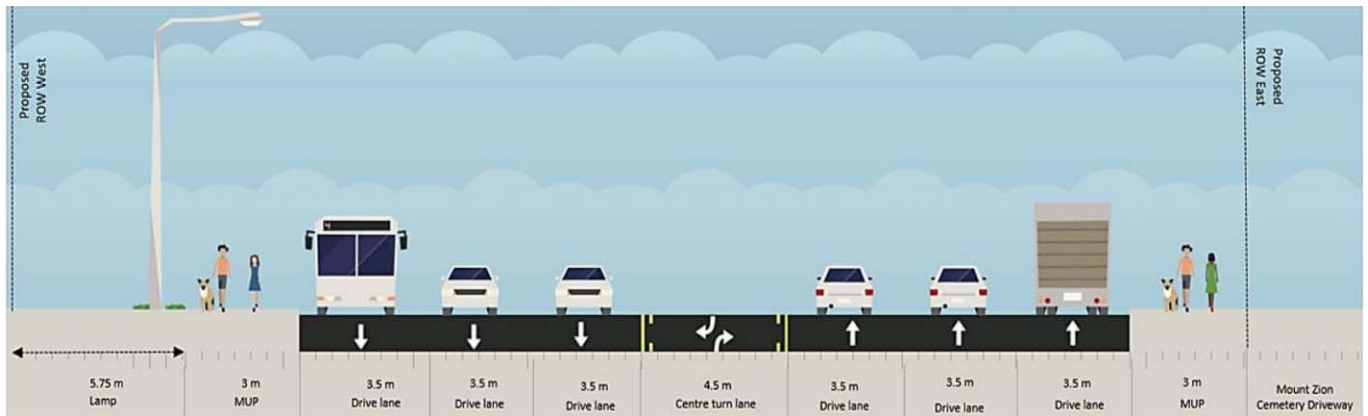 Proposed
ROW West
Proposed
ROW East
5.75 m
Lamp
3 m
MUP
3.5 m
Drive lane
3.5 m
Drive lane
3.5 m
Drive lane
4.5 m
Centre turn lane
3.5 m
Drive lane
3.5 m
Drive lane
3.5 m
Drive lane
3 m
MUP
Mount Zion
Cemetery Driveway